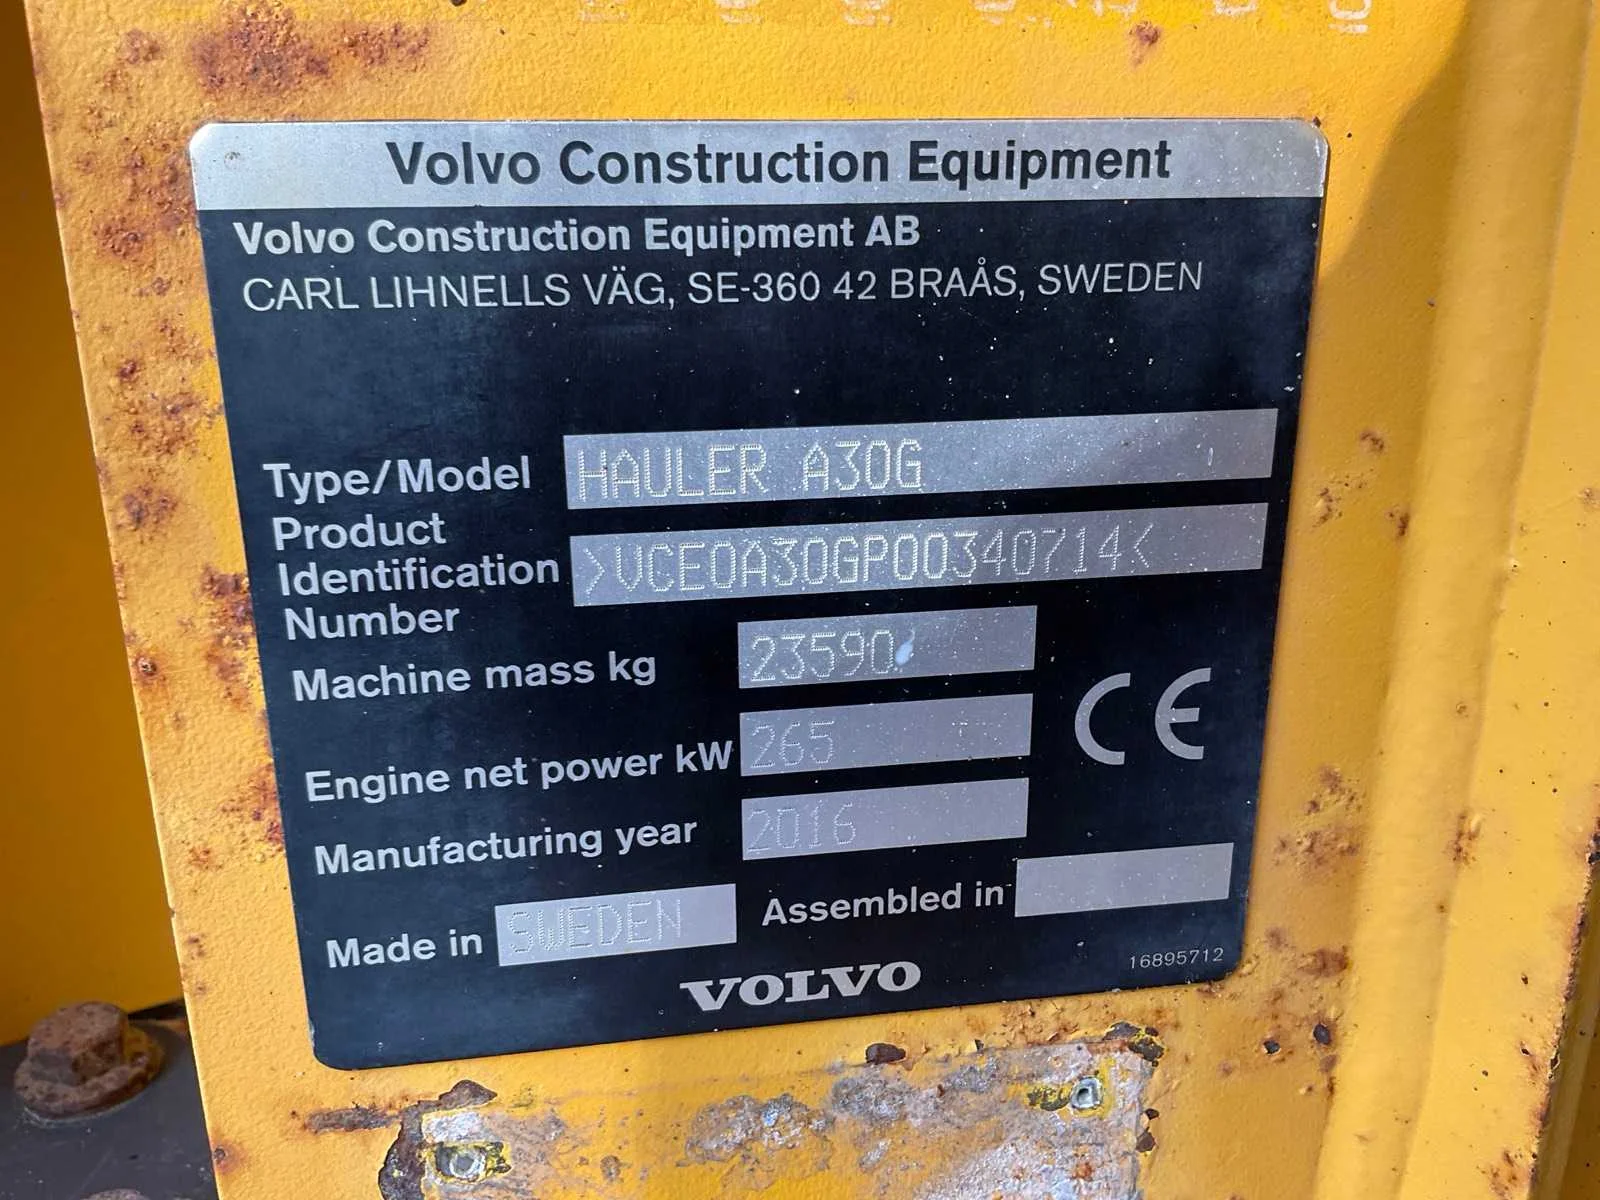 Volvo Construction Equipment
Volvo Construction Equipment AB
CARL LIHNELLS VÄG, SE-360 42 BRAÅS, SWEDEN
Type/Model HAULER A30G
Product
Identification >VCE0A30GP00340714<
Number
Machine mass kg 23590
Engine net power kW 265
CE
Manufacturing year 2016
Made in SWEDEN Assembled in
VOLVO
16895712